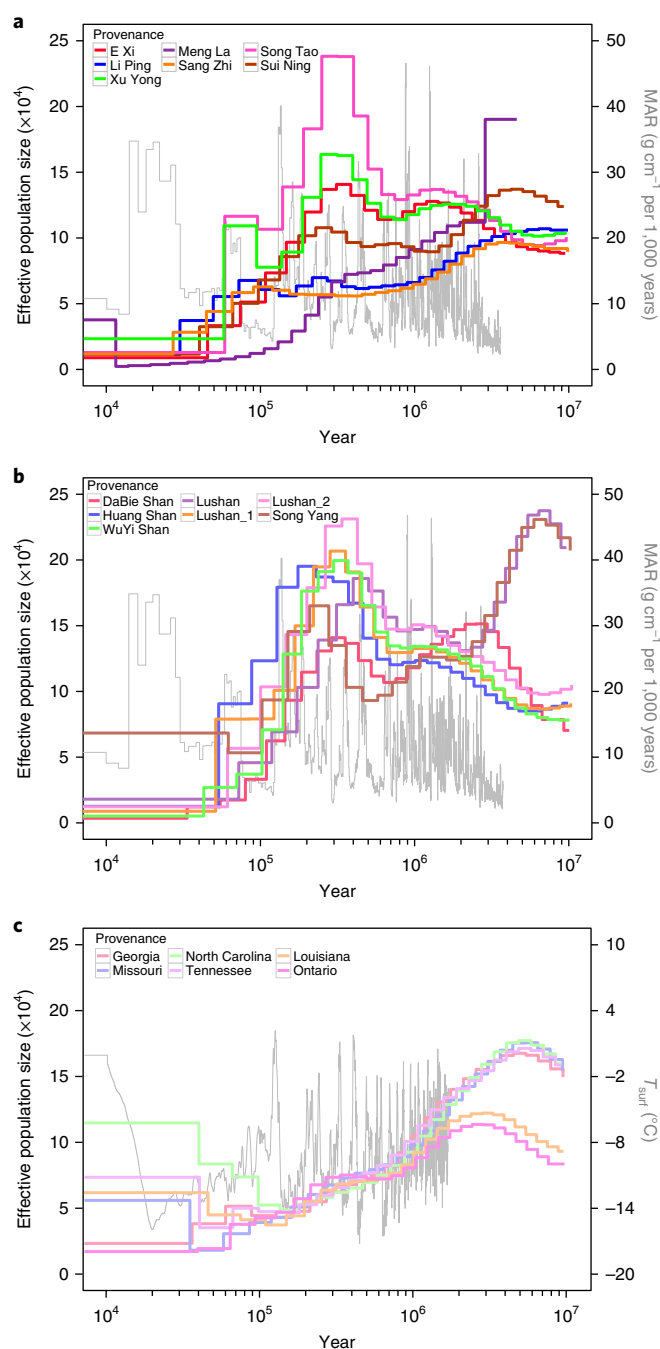 a
25
20
15
10
5
0
Effective population size (×10⁴)
Provenance
E Xi Meng La Song Tao
Li Ping Sang Zhi Sui Ning
Xu Yong
50
40
30
20
10
0
MAR (g cm⁻¹ per 1,000 years)
10⁴ 10⁵ 10⁶ 10⁷
Year
b
25
20
15
10
5
0
Effective population size (×10⁴)
Provenance
DaBie Shan Lushan Lushan_2
Huang Shan Lushan_1 Song Yang
WuYi Shan
50
40
30
20
10
0
MAR (g cm⁻¹ per 1,000 years)
10⁴ 10⁵ 10⁶ 10⁷
Year
c
25
20
15
10
5
0
Effective population size (×10⁴)
Provenance
Georgia North Carolina Louisiana
Missouri Tennessee Ontario
10
4
−2
−8
−14
−20
T surf (°C)
10⁴ 10⁵ 10⁶ 10⁷
Year